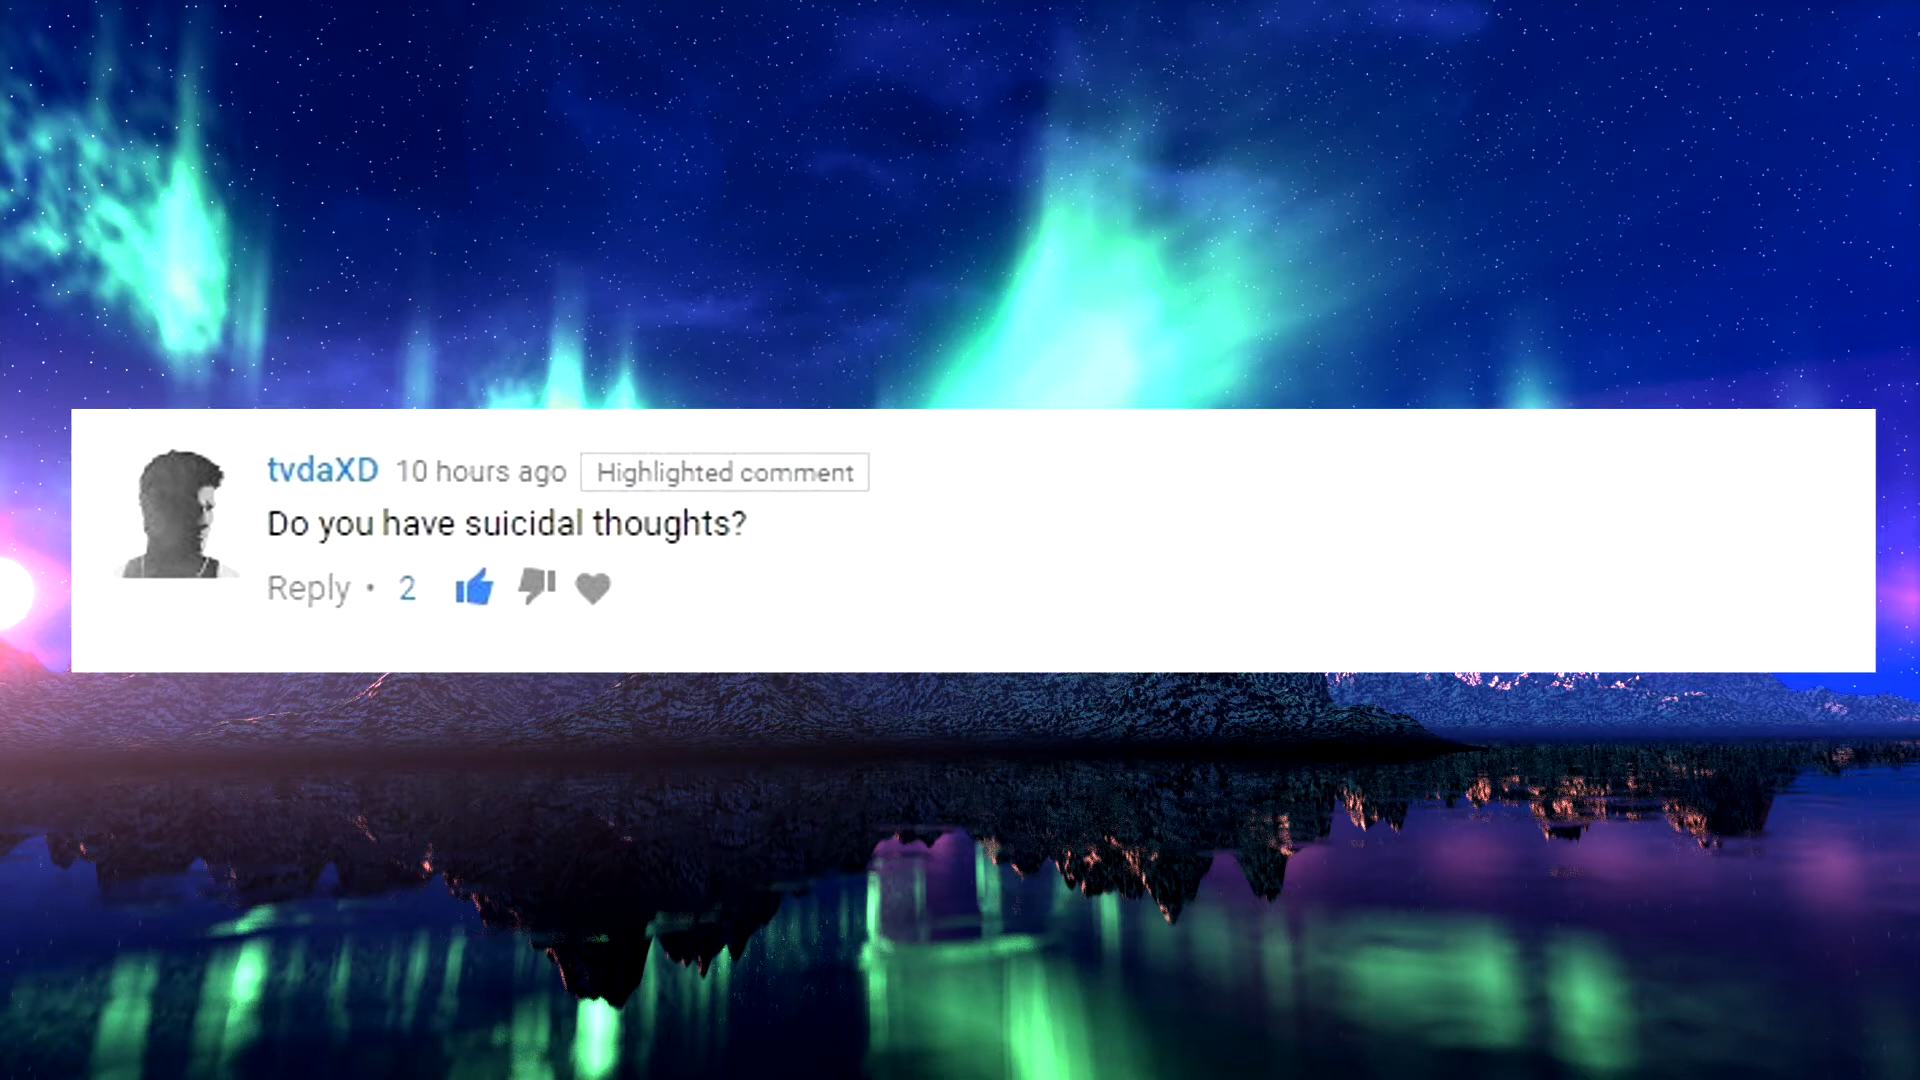 tvdaXD 10 hours ago Highlighted comment
Do you have suicidal thoughts?
Reply • 2